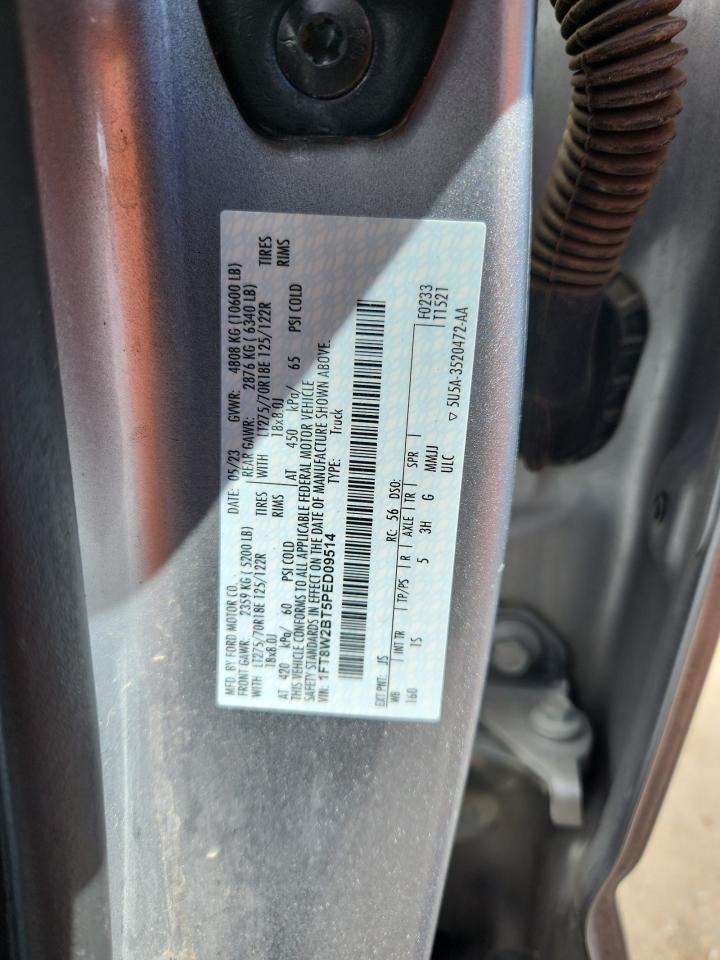 MFD. BY FORD MOTOR CO. DATE: 05/23 GVWR: 4808 KG (10600 LB)
FRONT GAWR: 2359 KG ( 5200 LB) REAR GAWR: 2876 KG ( 6340 LB)
WITH LT275/70R18E 125/122R TIRES WITH LT275/70R18E 125/122R TIRES
18x8.0J RIMS 18x8.0J RIMS
AT 420 kPa/ 60 PSI COLD AT 450 kPa/ 65 PSI COLD
THIS VEHICLE CONFORMS TO ALL APPLICABLE FEDERAL MOTOR VEHICLE
SAFETY STANDARDS IN EFFECT ON THE DATE OF MANUFACTURE SHOWN ABOVE.
VIN: 1FT8W2BT5PED09514 TYPE: Truck
F0233
T1521
EXT PNT: JS RC: 56 DSO:
WB INT TR TP/PS R AXLE TR SPR
160 1S 5 3H G MMJJ
ULC
5U5A-3520472-AA